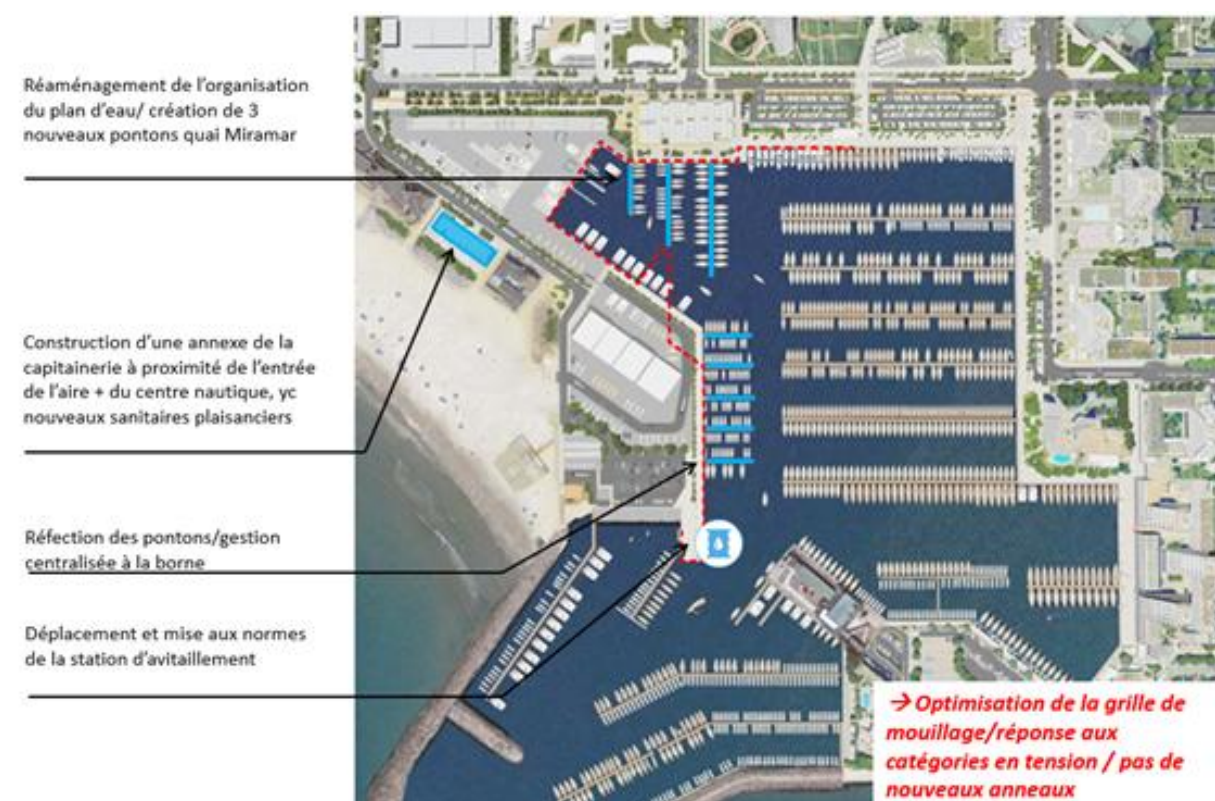 Réaménagement de l’organisation
du plan d’eau/ création de 3
nouveaux pontons quai Miramar
Construction d’une annexe de la
capitainerie à proximité de l’entrée
de l’aire + du centre nautique, yc
nouveaux sanitaires plaisanciers
Réfection des pontons/gestion
centralisée à la borne
Déplacement et mise aux normes
de la station d’avitaillement
→ Optimisation de la grille de
mouillage/réponse aux
catégories en tension / pas de
nouveaux anneaux